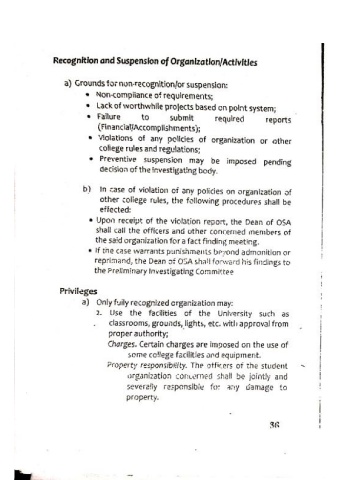 Recognition and Suspension of Organization/Activities
a) Grounds for non-recognition/or suspension:
• Non-compliance of requirements;
• Lack of worthwhile projects based on point system;
• Failure to submit required reports
(Financial/Accomplishments);
• Violations of any policies of organization or other
college rules and regulations;
• Preventive suspension may be imposed pending
decision of the investigating body.
b) In case of violation of any policies on organization of
other college rules, the following procedures shall be
effected:
• Upon receipt of the violation report, the Dean of OSA
shall call the officers and other concerned members of
the said organization for a fact finding meeting.
• If the case warrants punishments beyond admonition or
reprimand, the Dean of OSA shall forward his findings to
the Preliminary Investigating Committee
Privileges
a) Only fully recognized organization may:
1. Use the facilities of the University such as
classrooms, grounds, lights, etc. with approval from
proper authority;
Charges. Certain charges are imposed on the use of
some college facilities and equipment.
Property responsibility. The officers of the student
organization concerned shall be jointly and
severally responsible for any damage to
property.
36